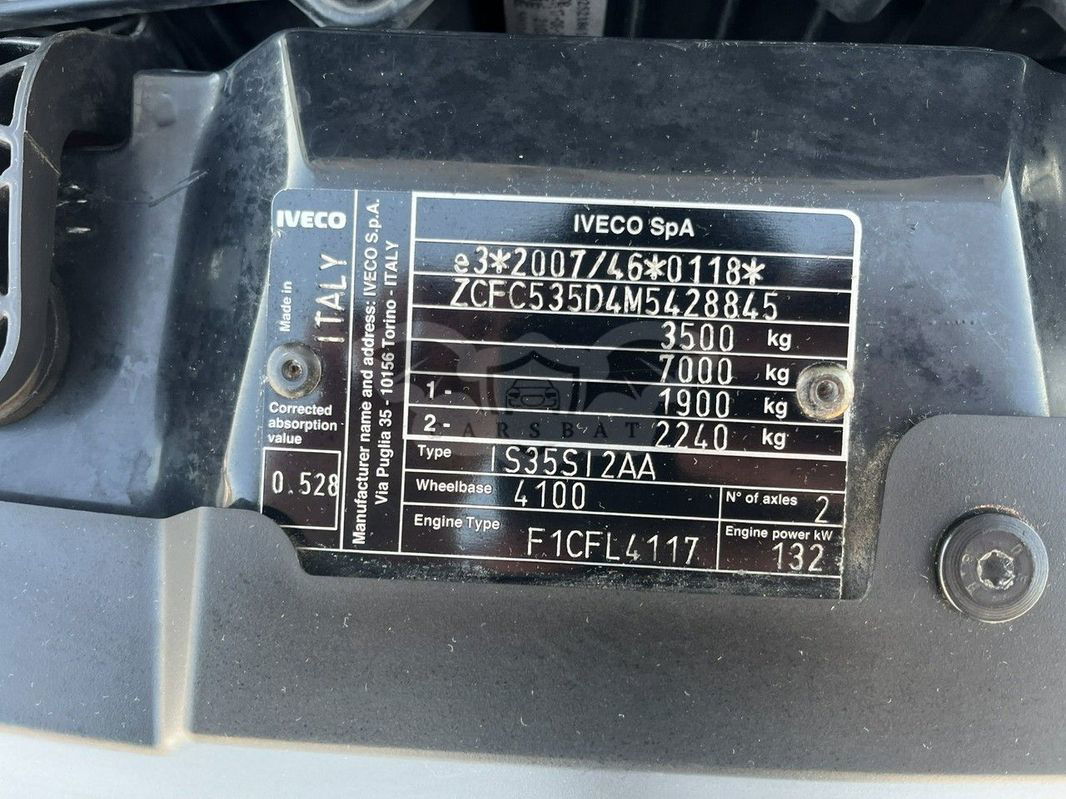 IVECO
Made in
ITALY
Corrected
absorption
value
0.528
Manufacturer name and address: IVECO S.p.A.
Via Puglia 35 - 10156 Torino - ITALY
IVECO SpA
e3*2007/46*0118*
ZCFC535D4M5428845
3500 kg
7000 kg
1- 1900 kg
2- 2240 kg
Type IS35SI2AA
Wheelbase 4100
N° of axles 2
Engine Type F1CFL4117
Engine power kW 132
CARSBAT